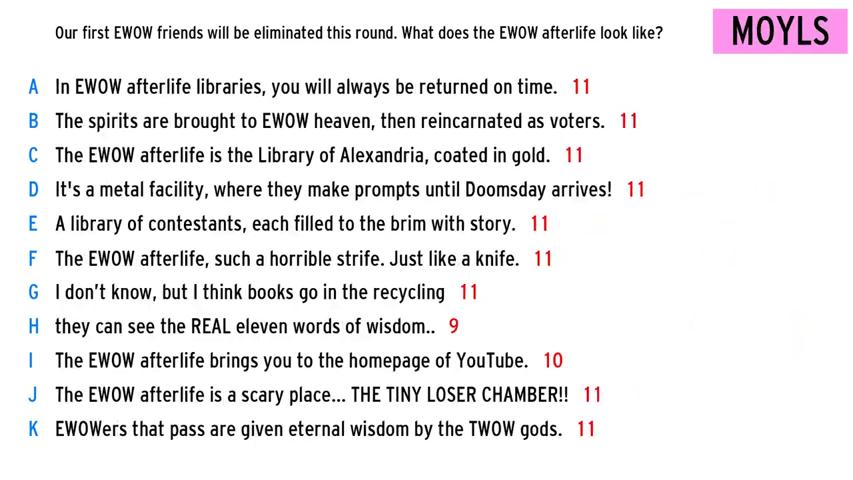 Our first EWOW friends will be eliminated this round. What does the EWOW afterlife look like?
MOYLS
A In EWOW afterlife libraries, you will always be returned on time. 11
B The spirits are brought to EWOW heaven, then reincarnated as voters. 11
C The EWOW afterlife is the Library of Alexandria, coated in gold. 11
D It's a metal facility, where they make prompts until Doomsday arrives! 11
E A library of contestants, each filled to the brim with story. 11
F The EWOW afterlife, such a horrible strife. Just like a knife. 11
G I don’t know, but I think books go in the recycling 11
H they can see the REAL eleven words of wisdom.. 9
I The EWOW afterlife brings you to the homepage of YouTube. 10
J The EWOW afterlife is a scary place... THE TINY LOSER CHAMBER!! 11
K EWOWers that pass are given eternal wisdom by the TWOW gods. 11